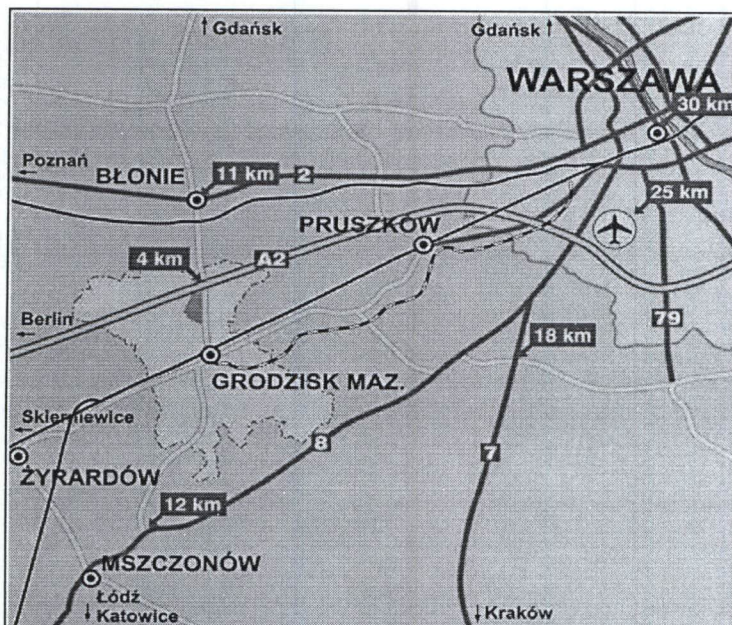 Gdańsk
Gdańsk
WARSZAWA
30 km
Poznań
BŁONIE
11 km
2
25 km
PRUSZKÓW
4 km
A2
Berlin
79
18 km
GRODZISK MAZ.
Skierniewice
8
7
ŻYRARDÓW
12 km
MSZCZONÓW
Łódź
Katowice
Kraków